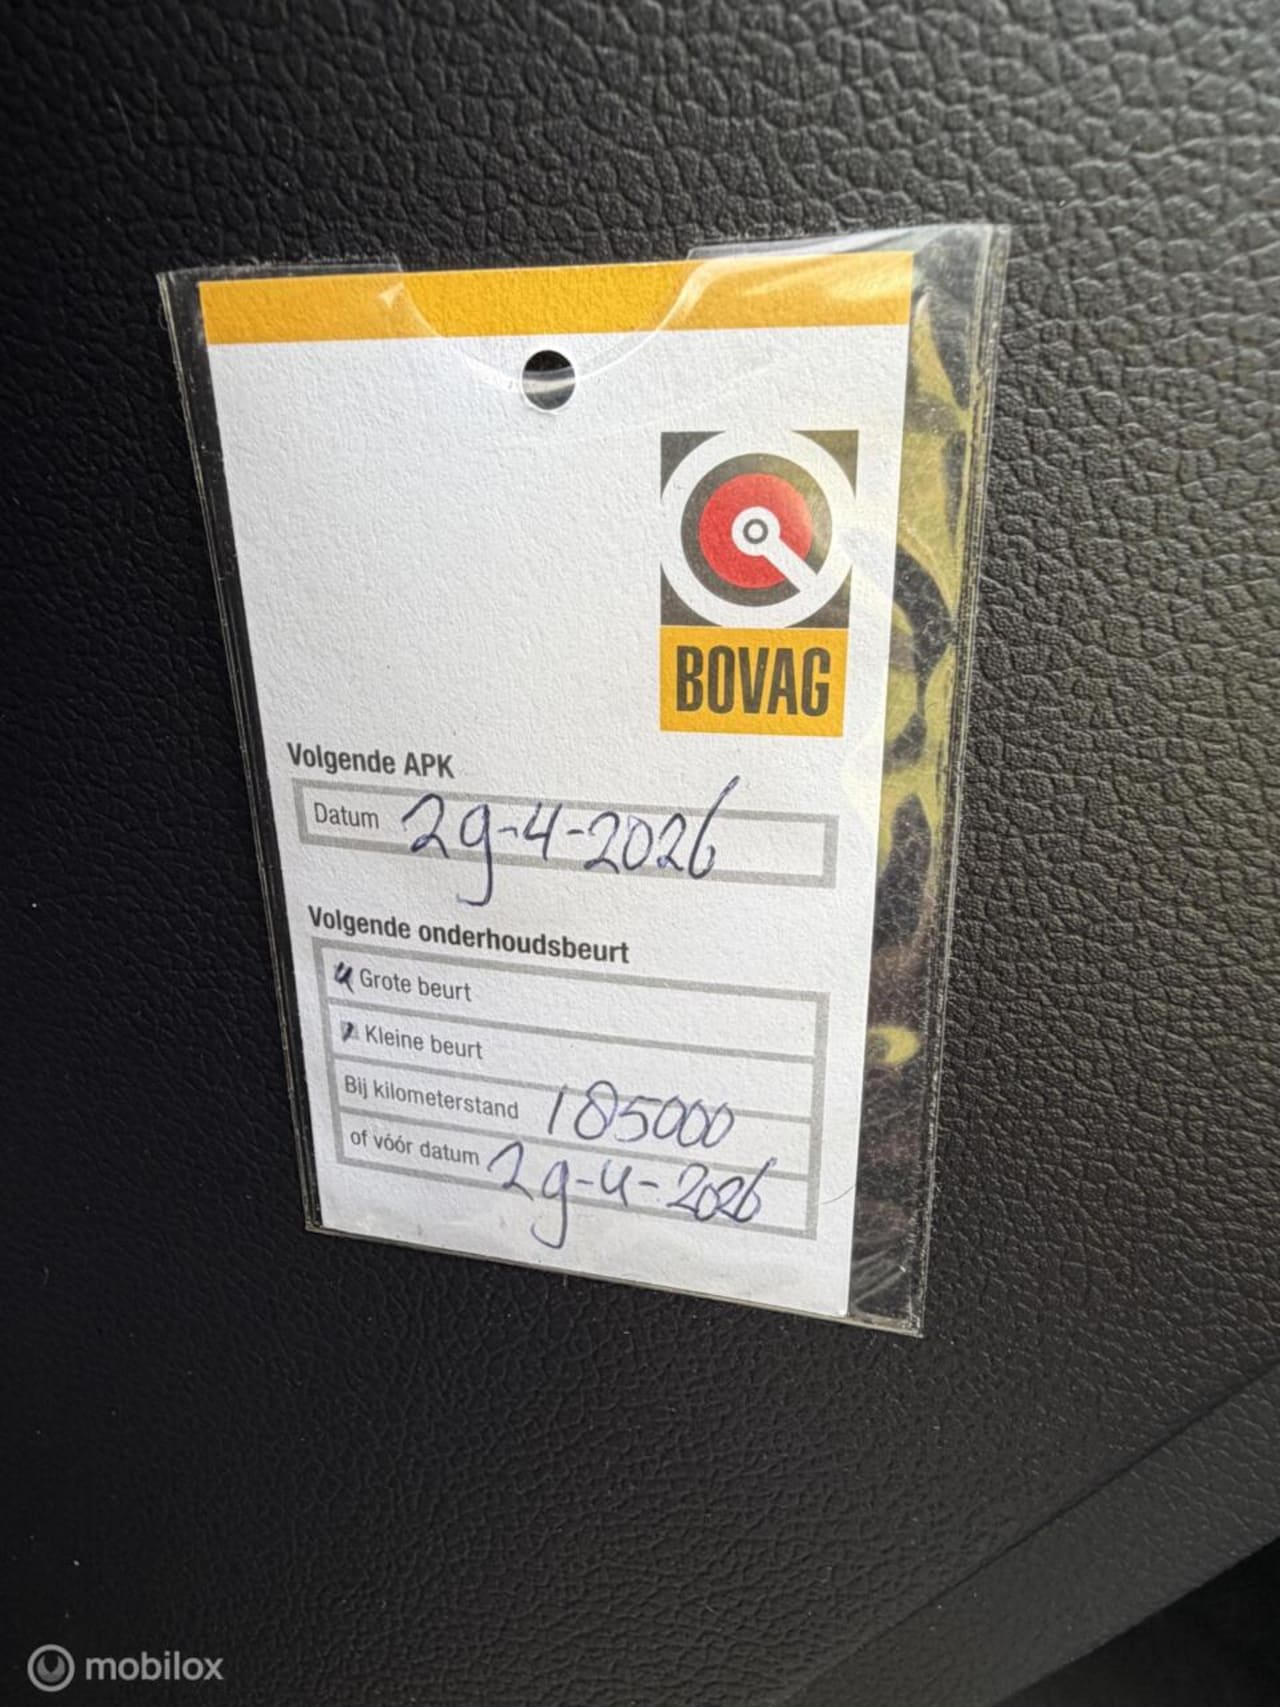 BOVAG
Volgende APK
Datum 29-4-2026
Volgende onderhoudsbeurt
Grote beurt
Kleine beurt
Bij kilometerstand 185000
of vóór datum 29-4-2026
mobilox